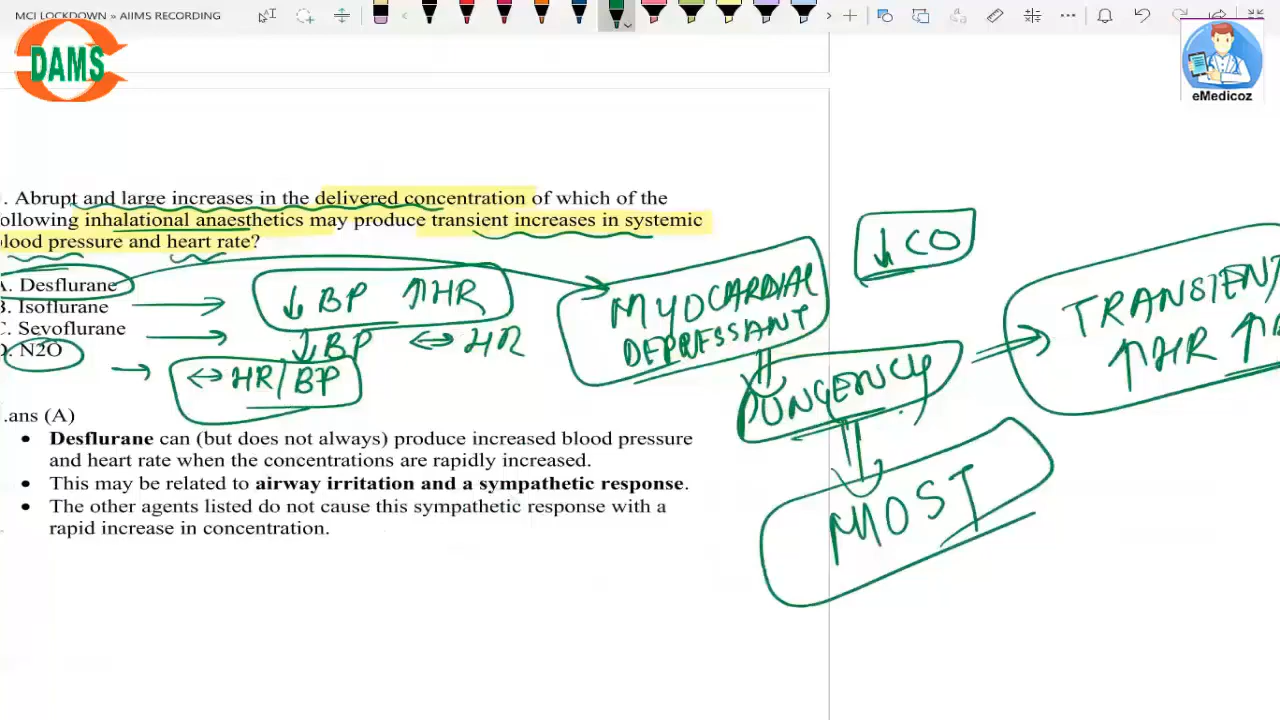 MCI LOCKDOWN » AIIMS RECORDING
DAMS
eMedicoz
. Abrupt and large increases in the delivered concentration of which of the
ollowing inhalational anaesthetics may produce transient increases in systemic
lood pressure and heart rate?
A. Desflurane
B. Isoflurane
C. Sevoflurane
D. N2O
↓ BP ↑HR
↓BP ↔ HR
↔ HR/BP
MYOCARDIAL
DEPRESSANT
↓ CO
PUNGENCY
TRANSIENT
↑HR ↑B
MOST
.ans (A)
• Desflurane can (but does not always) produce increased blood pressure
and heart rate when the concentrations are rapidly increased.
• This may be related to airway irritation and a sympathetic response.
• The other agents listed do not cause this sympathetic response with a
rapid increase in concentration.